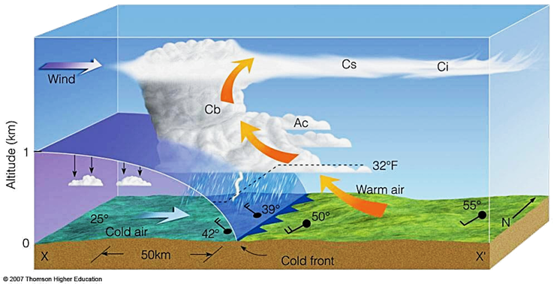 Wind
Cs
Ci
Cb
Ac
Altitude (km)
1
32°F
Warm air
25°
39°
50°
55°
N
Cold air
42°
0
X
50km
Cold front
X'
© 2007 Thomson Higher Education